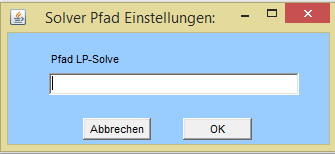 Solver Pfad Einstellungen:
Pfad LP-Solve
Abbrechen OK